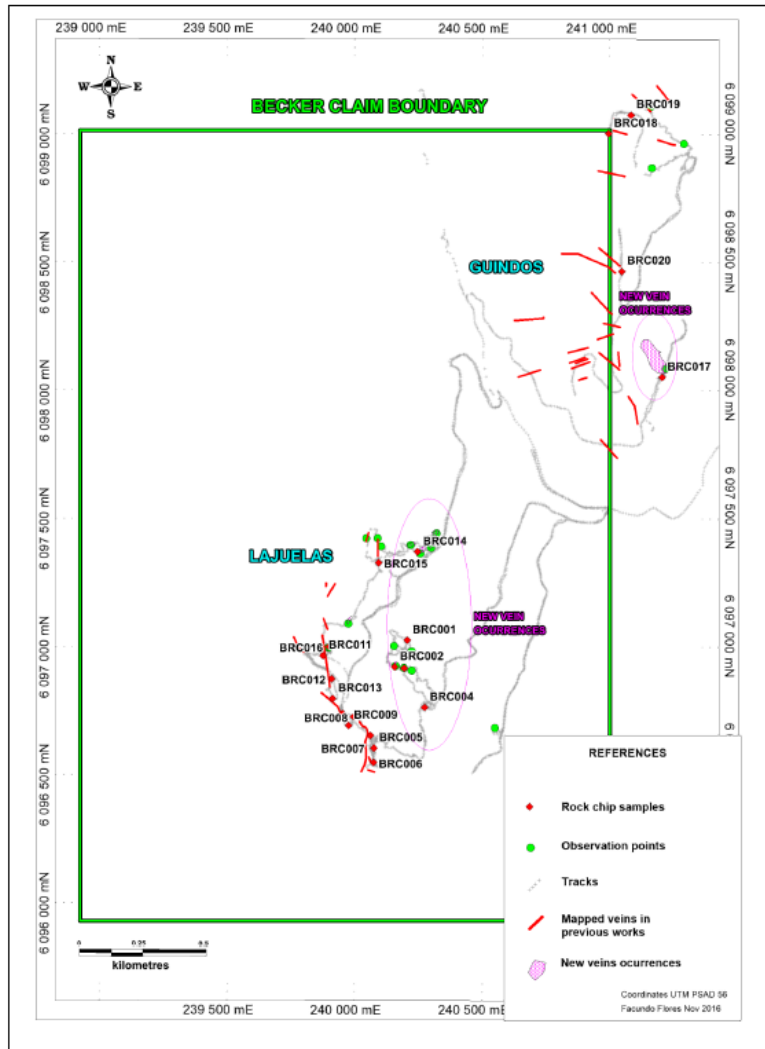 239 000 mE
239 500 mE
240 000 mE
240 500 mE
241 000 mE
N
W
E
S
BECKER CLAIM BOUNDARY
BRC019
BRC018
6 099 000 mN
6 099 000 mN
BRC020
GUINDOS
6 098 500 mN
6 098 500 mN
NEW VEIN
OCURRENCES
BRC017
6 098 000 mN
6 098 000 mN
6 097 500 mN
6 097 500 mN
BRC014
LAJUELAS
BRC015
NEW VEIN
OCURRENCES
BRC001
BRC016
BRC011
BRC002
6 097 000 mN
6 097 000 mN
BRC012
BRC013
BRC004
BRC008
BRC009
BRC005
BRC007
BRC006
6 096 500 mN
REFERENCES
Rock chip samples
Observation points
Tracks
Mapped veins in
previous works
New veins ocurrences
Coordinates UTM PSAD 56
Facundo Flores Nov 2016
6 096 000 mN
0
0.25
kilometres
239 500 mE
240 000 mE
240 500 mE